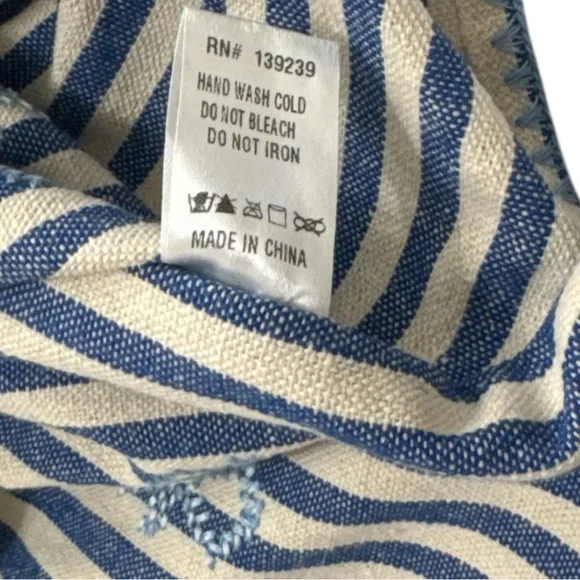 RN# 139239
HAND WASH COLD
DO NOT BLEACH
DO NOT IRON
MADE IN CHINA